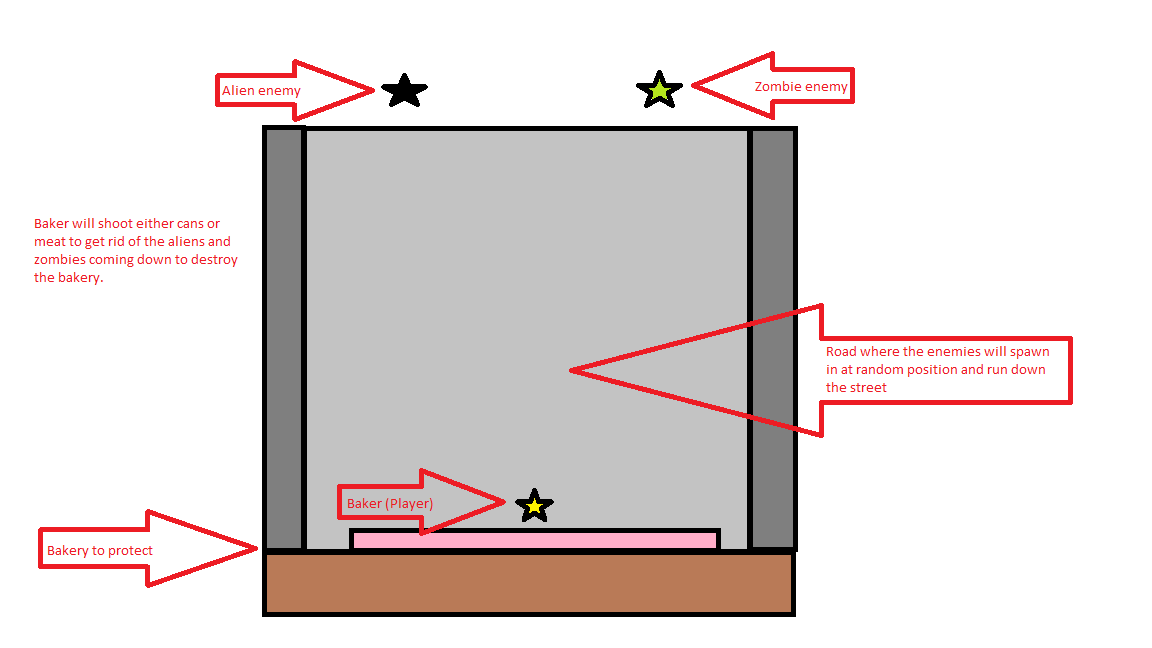 Alien enemy
Zombie enemy
Baker will shoot either cans or
meat to get rid of the aliens and
zombies coming down to destroy
the bakery.
Road where the enemies will spawn
in at random position and run down
the street
Baker (Player)
Bakery to protect